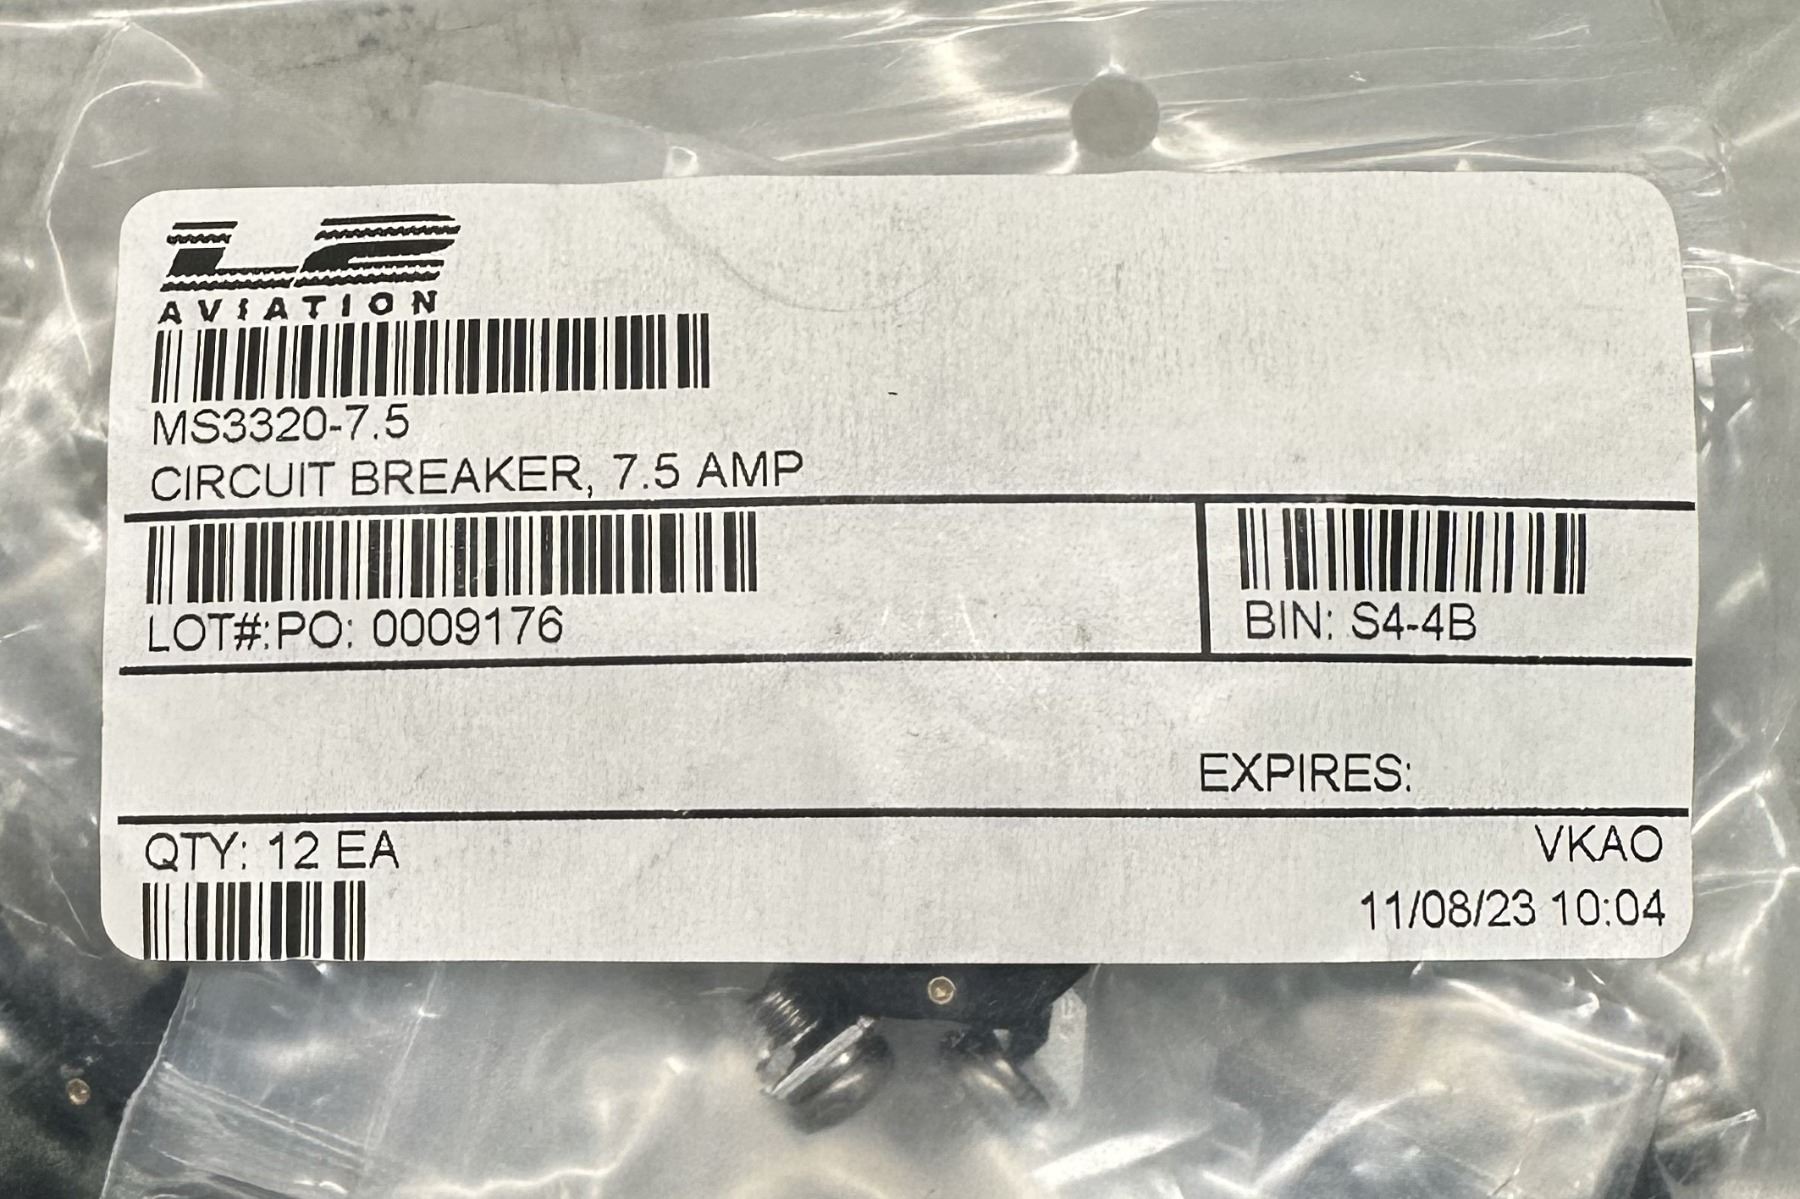 L2
AVIATION
MS3320-7.5
CIRCUIT BREAKER, 7.5 AMP
LOT#:PO: 0009176
BIN: S4-4B
EXPIRES:
QTY: 12 EA
VKAO
11/08/23 10:04